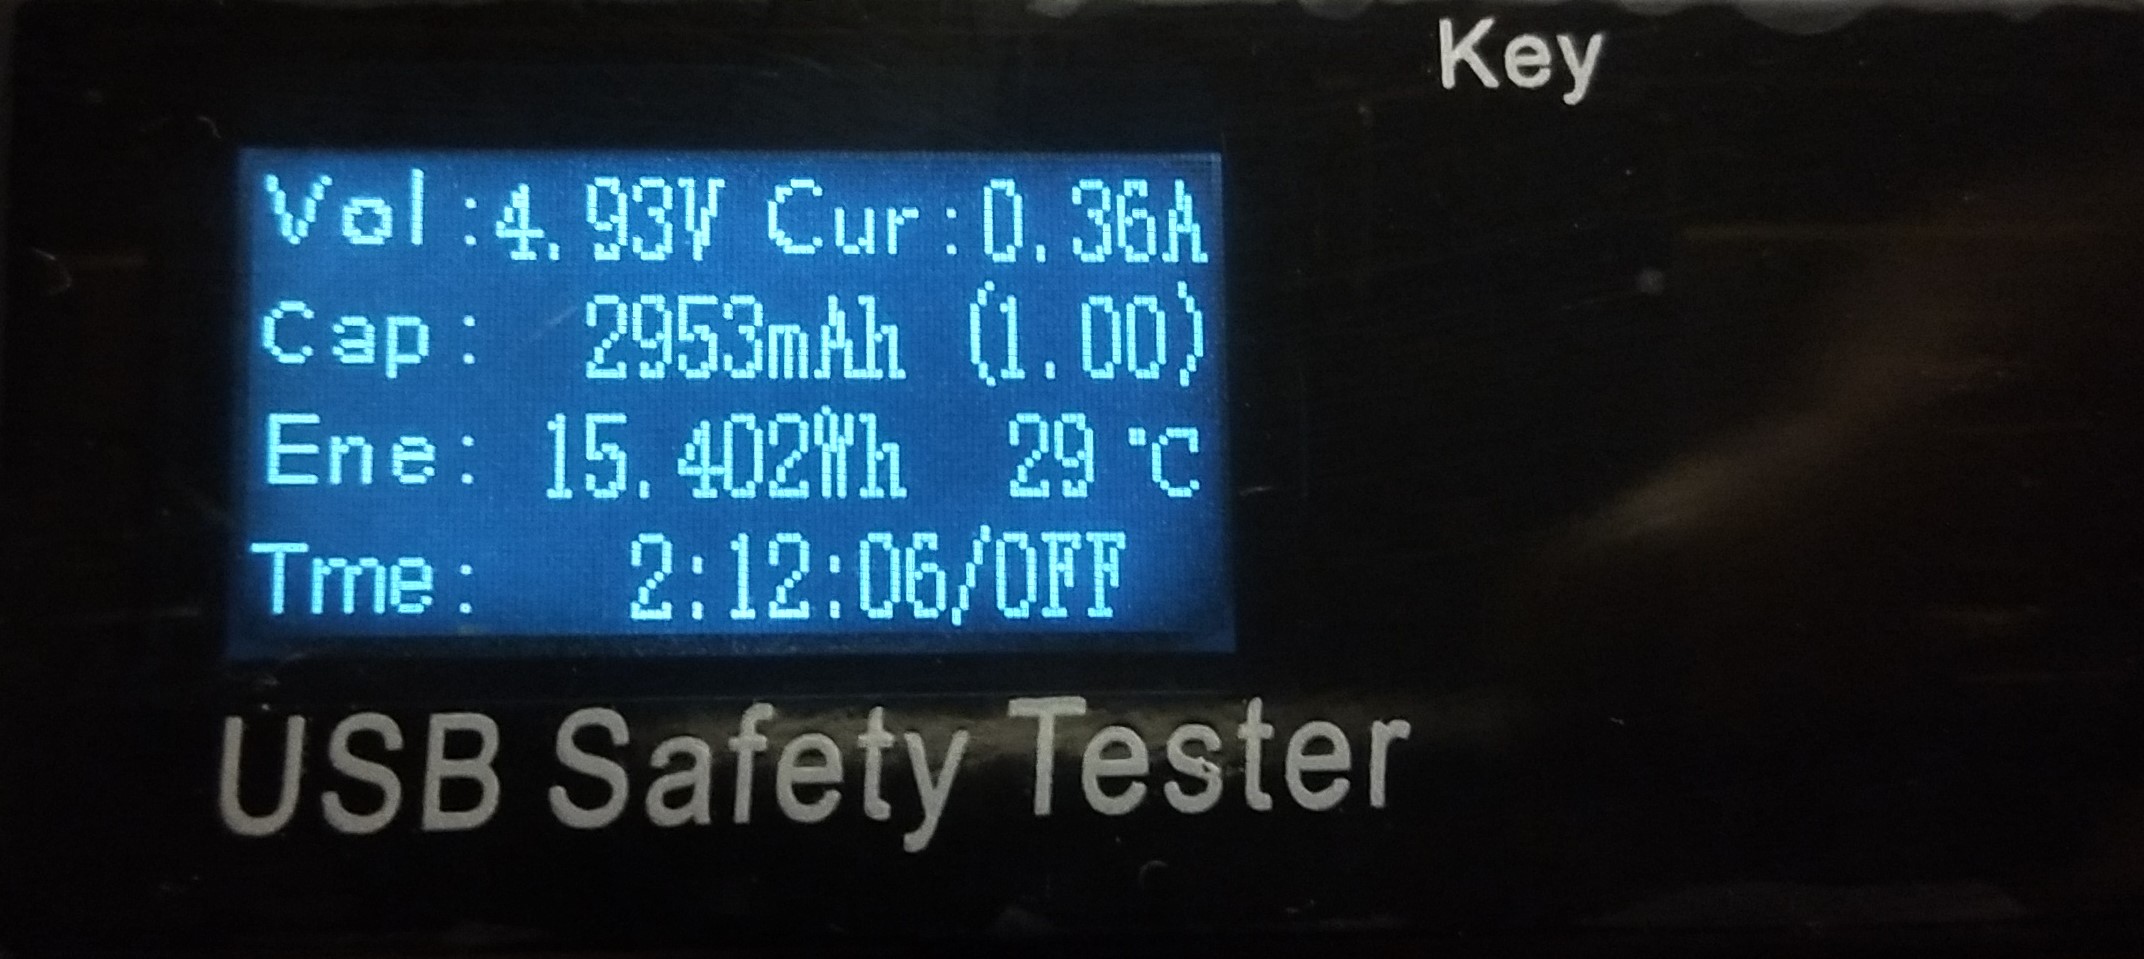 Key
Vol:4.93V Cur:0.36A
Cap: 2953mAh (1.00)
Ene: 15.402Wh 29℃
Tme: 2:12:06/OFF
USB Safety Tester